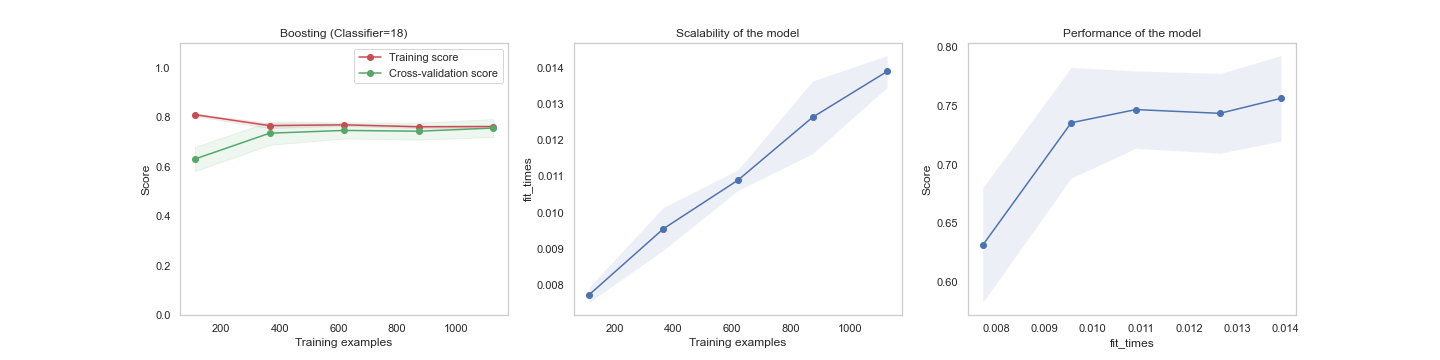 Boosting (Classifier=18)
Training score
Cross-validation score
1.0
0.8
0.6
0.4
0.2
0.0
Score
200 400 600 800 1000
Training examples
Scalability of the model
0.014
0.013
0.012
0.011
0.010
0.009
0.008
fit_times
200 400 600 800 1000
Training examples
Performance of the model
0.80
0.75
0.70
0.65
0.60
Score
0.008 0.009 0.010 0.011 0.012 0.013 0.014
fit_times